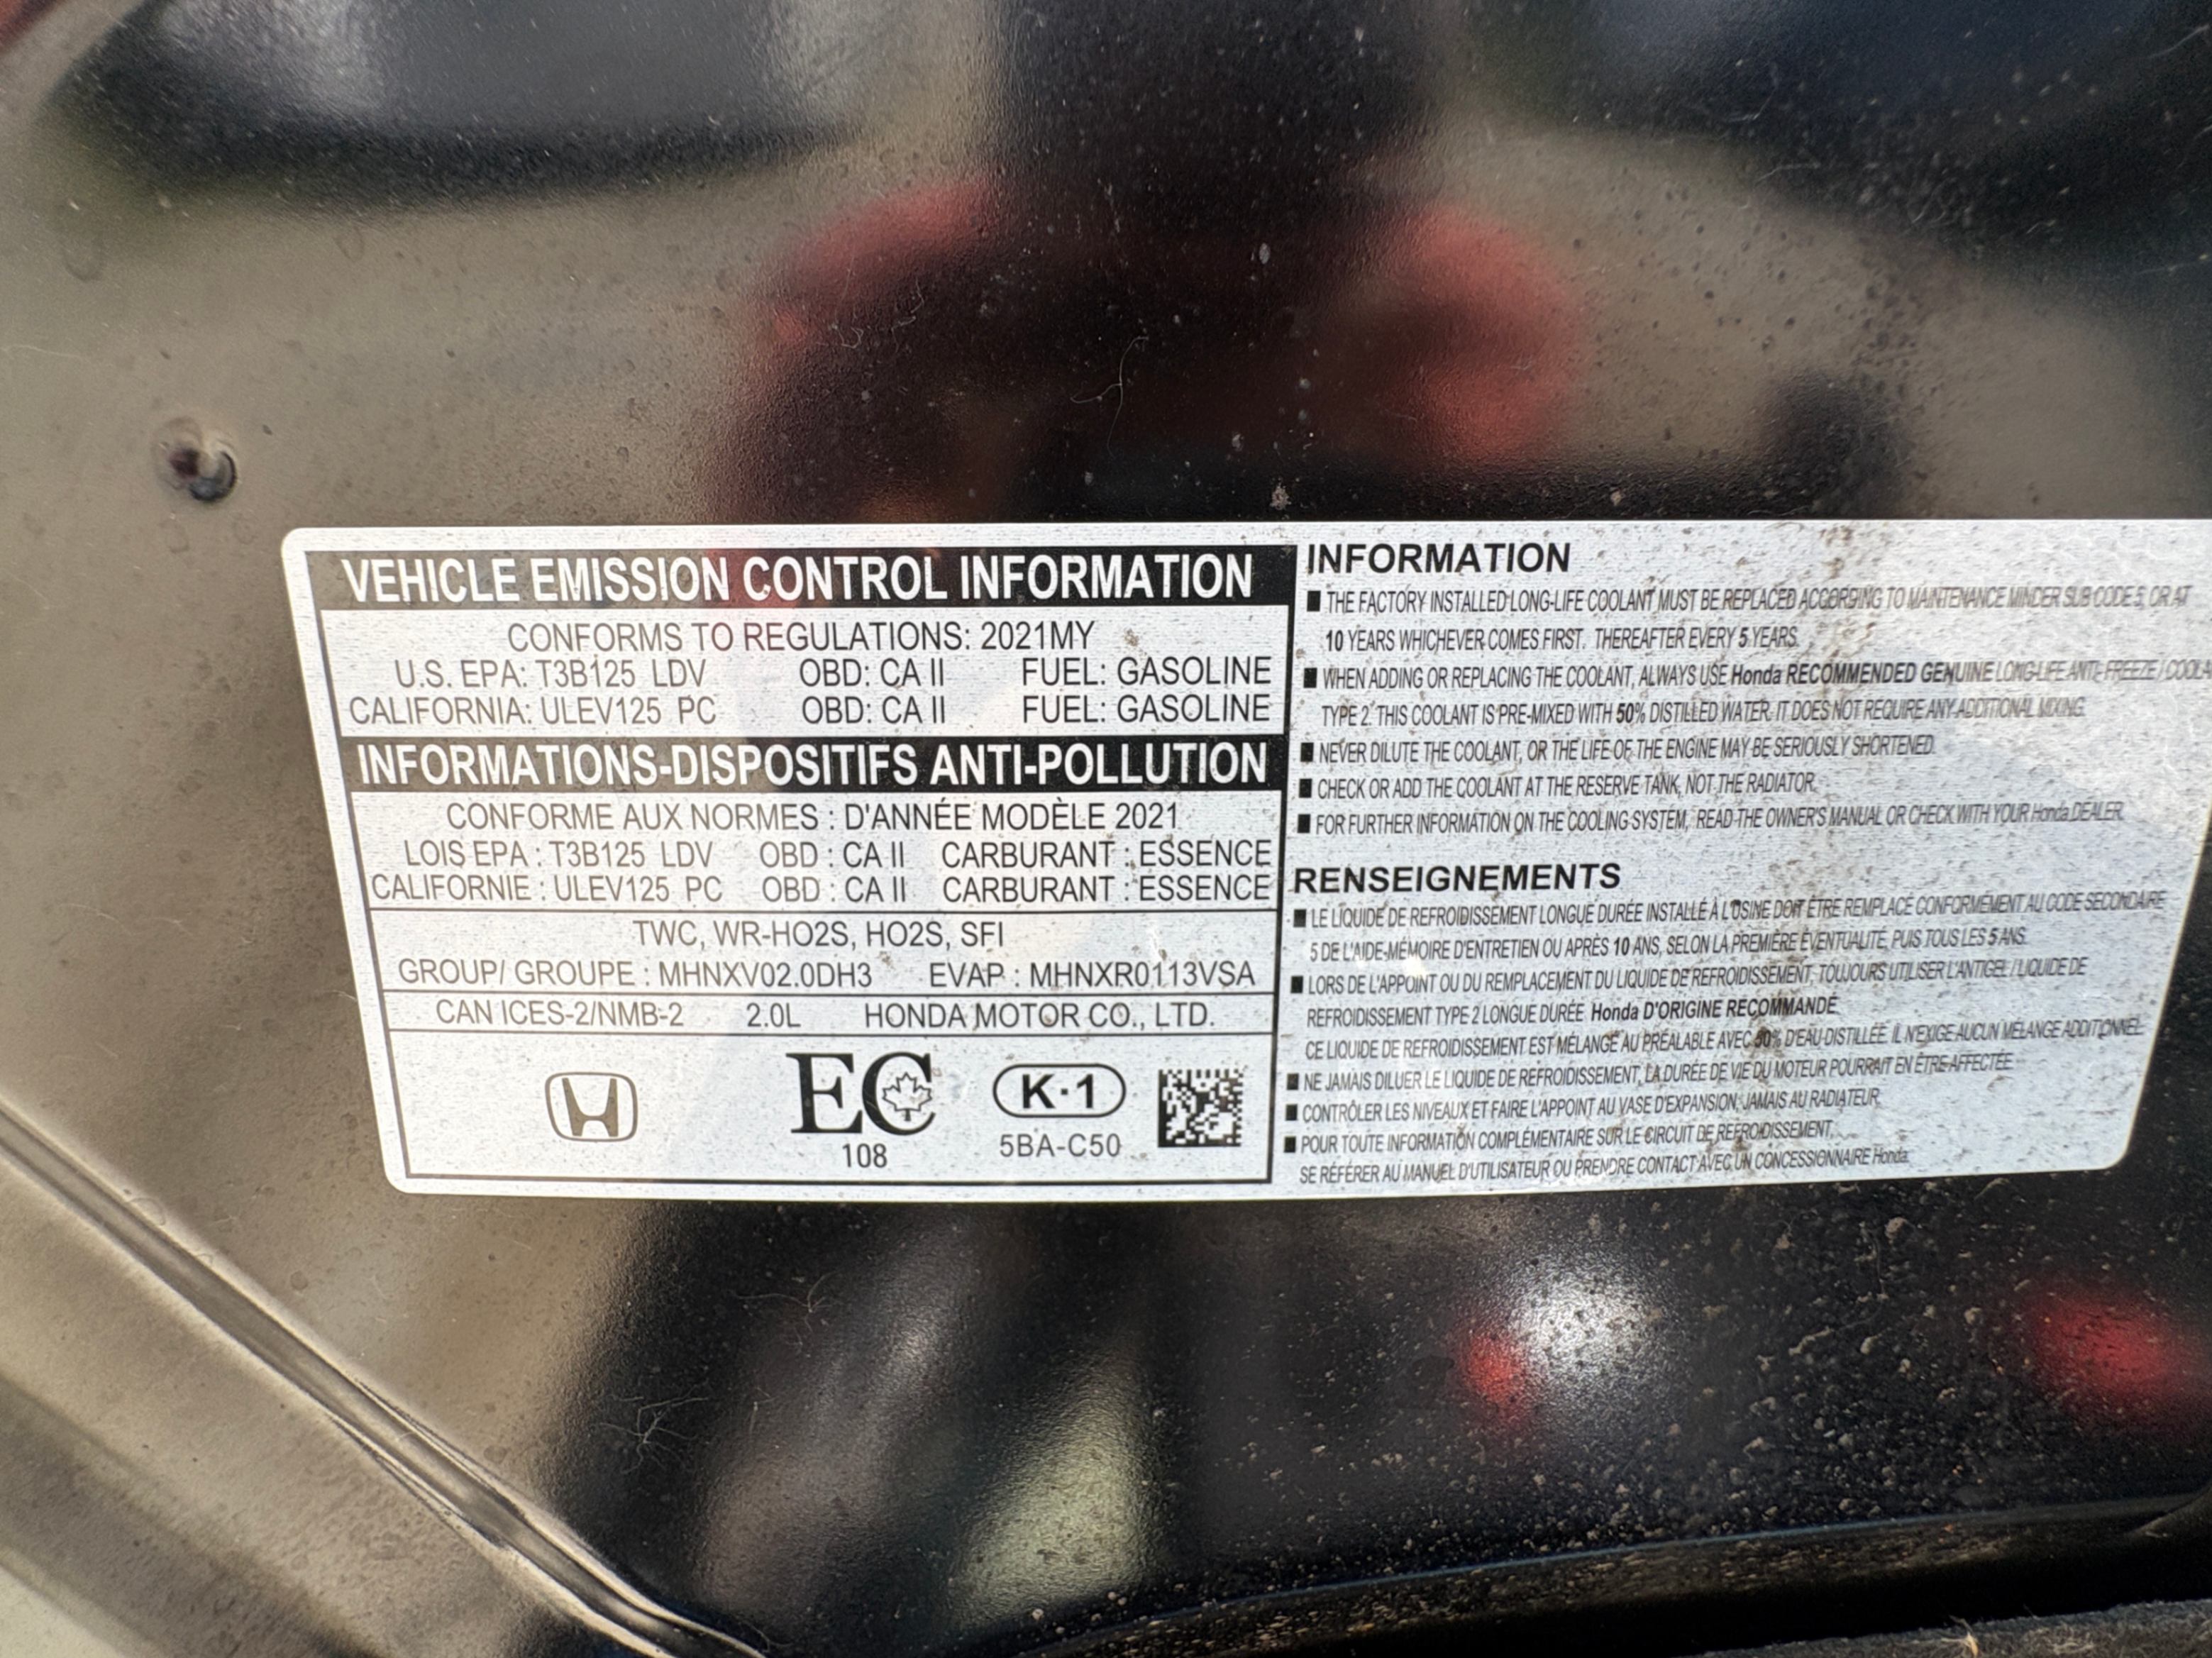 VEHICLE EMISSION CONTROL INFORMATION
CONFORMS TO REGULATIONS: 2021MY
U.S. EPA: T3B125 LDV OBD: CA II FUEL: GASOLINE
CALIFORNIA: ULEV125 PC OBD: CA II FUEL: GASOLINE
INFORMATIONS-DISPOSITIFS ANTI-POLLUTION
CONFORME AUX NORMES : D'ANNÉE MODÈLE 2021
LOIS EPA : T3B125 LDV OBD : CA II CARBURANT : ESSENCE
CALIFORNIE : ULEV125 PC OBD : CA II CARBURANT : ESSENCE
TWC, WR-HO2S, HO2S, SFI
GROUP/ GROUPE : MHNXV02.0DH3 EVAP : MHNXR0113VSA
CAN ICES-2/NMB-2 2.0L HONDA MOTOR CO., LTD.
EC
108
K·1
5BA-C50
INFORMATION
■ THE FACTORY INSTALLED LONG-LIFE COOLANT MUST BE REPLACED ACCORDING TO MAINTENANCE MINDER SUB CODE 5, OR AT
10 YEARS WHICHEVER COMES FIRST. THEREAFTER EVERY 5 YEARS.
■ WHEN ADDING OR REPLACING THE COOLANT, ALWAYS USE Honda RECOMMENDED GENUINE LONG-LIFE ANTI-FREEZE /
TYPE 2. THIS COOLANT IS PRE-MIXED WITH 50% DISTILLED WATER. IT DOES NOT REQUIRE ANY ADDITIONAL MIXING.
■ NEVER DILUTE THE COOLANT, OR THE LIFE OF THE ENGINE MAY BE SERIOUSLY SHORTENED.
■ CHECK OR ADD THE COOLANT AT THE RESERVE TANK, NOT THE RADIATOR.
■ FOR FURTHER INFORMATION ON THE COOLING SYSTEM, READ THE OWNER'S MANUAL OR CHECK WITH YOUR Honda DEALER.
RENSEIGNEMENTS
■ LE LIQUIDE DE REFROIDISSEMENT LONGUE DURÉE INSTALLÉ À L'USINE DOIT ÊTRE REMPLACÉ CONFORMÉMENT AU CODE SECONDAIRE
5 DE L'AIDE-MÉMOIRE D'ENTRETIEN OU APRÈS 10 ANS, SELON LA PREMIÈRE ÉVENTUALITÉ, PUIS TOUS LES 5 ANS.
■ LORS DE L'APPOINT OU DU REMPLACEMENT DU LIQUIDE DE REFROIDISSEMENT, TOUJOURS UTILISER L'ANTIGEL / LIQUIDE DE
REFROIDISSEMENT TYPE 2 LONGUE DURÉE Honda D'ORIGINE RECOMMANDÉ.
CE LIQUIDE DE REFROIDISSEMENT EST MÉLANGÉ AU PRÉALABLE AVEC 50% D'EAU DISTILLÉE. IL N'EXIGE AUCUN MÉLANGE ADDITIONNEL.
■ NE JAMAIS DILUER LE LIQUIDE DE REFROIDISSEMENT, LA DURÉE DE VIE DU MOTEUR POURRAIT EN ÊTRE AFFECTÉE.
■ CONTRÔLER LES NIVEAUX ET FAIRE L'APPOINT AU VASE D'EXPANSION, JAMAIS AU RADIATEUR.
■ POUR TOUTE INFORMATION COMPLÉMENTAIRE SUR LE CIRCUIT DE REFROIDISSEMENT,
SE RÉFÉRER AU MANUEL D'UTILISATEUR OU PRENDRE CONTACT AVEC UN CONCESSIONNAIRE Honda.